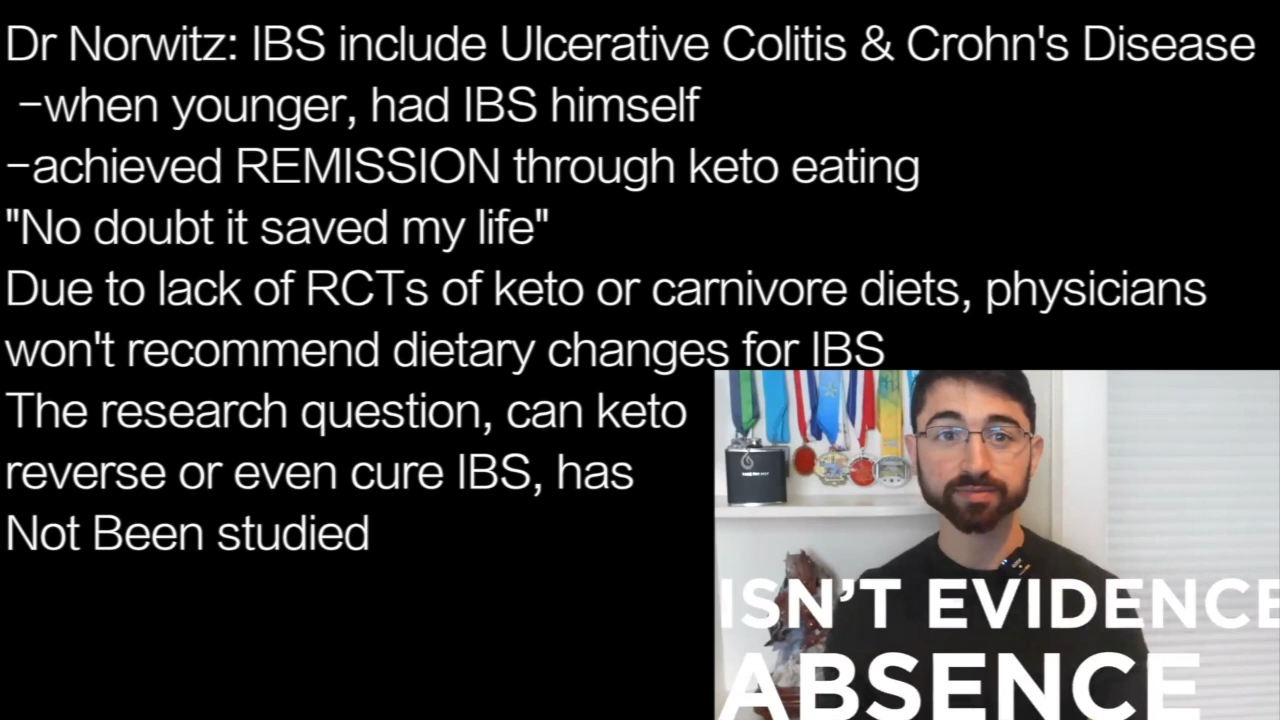 Dr Norwitz: IBS include Ulcerative Colitis & Crohn's Disease
-when younger, had IBS himself
-achieved REMISSION through keto eating
"No doubt it saved my life"
Due to lack of RCTs of keto or carnivore diets, physicians
won't recommend dietary changes for IBS
The research question, can keto
reverse or even cure IBS, has
Not Been studied
ISN'T EVIDENCE
ABSENCE